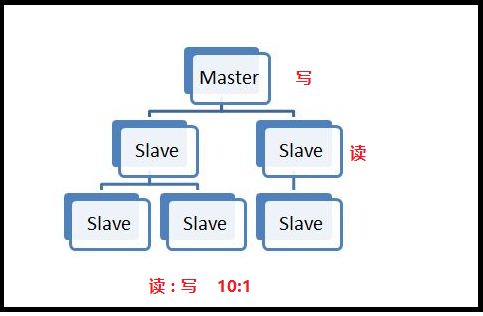 Master 写
Slave Slave 读
Slave Slave Slave
读 : 写 10:1